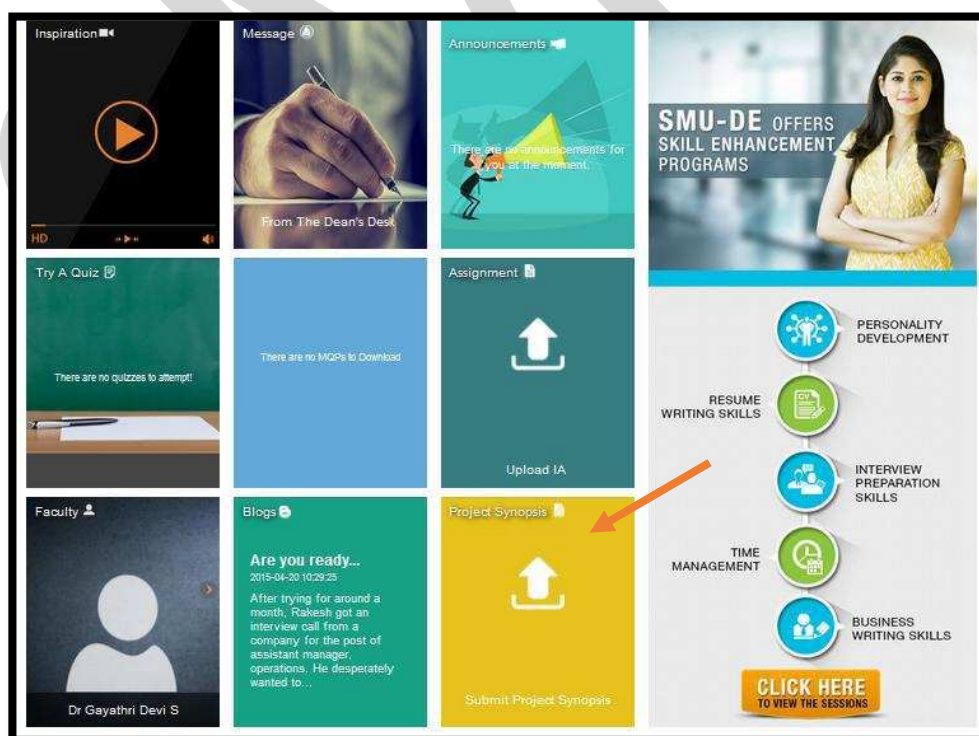 Inspiration
HD
Message
From The Dean's Desk
Announcements
There are no announcements for
you at the moment.
Try A Quiz
There are no quizzes to attempt!
There are no MQPs to Download
Assignment
Upload IA
Faculty
Dr Gayathri Devi S
Blogs
Are you ready...
2015-04-20 10:29:25
After trying for around a
month, Rakesh got an
interview call from a
company for the post of
assistant manager,
operations. He desperately
wanted to...
Project Synopsis
Submit Project Synopsis
SMU-DE OFFERS
SKILL ENHANCEMENT
PROGRAMS
PERSONALITY
DEVELOPMENT
RESUME
WRITING SKILLS
CV
INTERVIEW
PREPARATION
SKILLS
TIME
MANAGEMENT
BUSINESS
WRITING SKILLS
CLICK HERE
TO VIEW THE SESSIONS